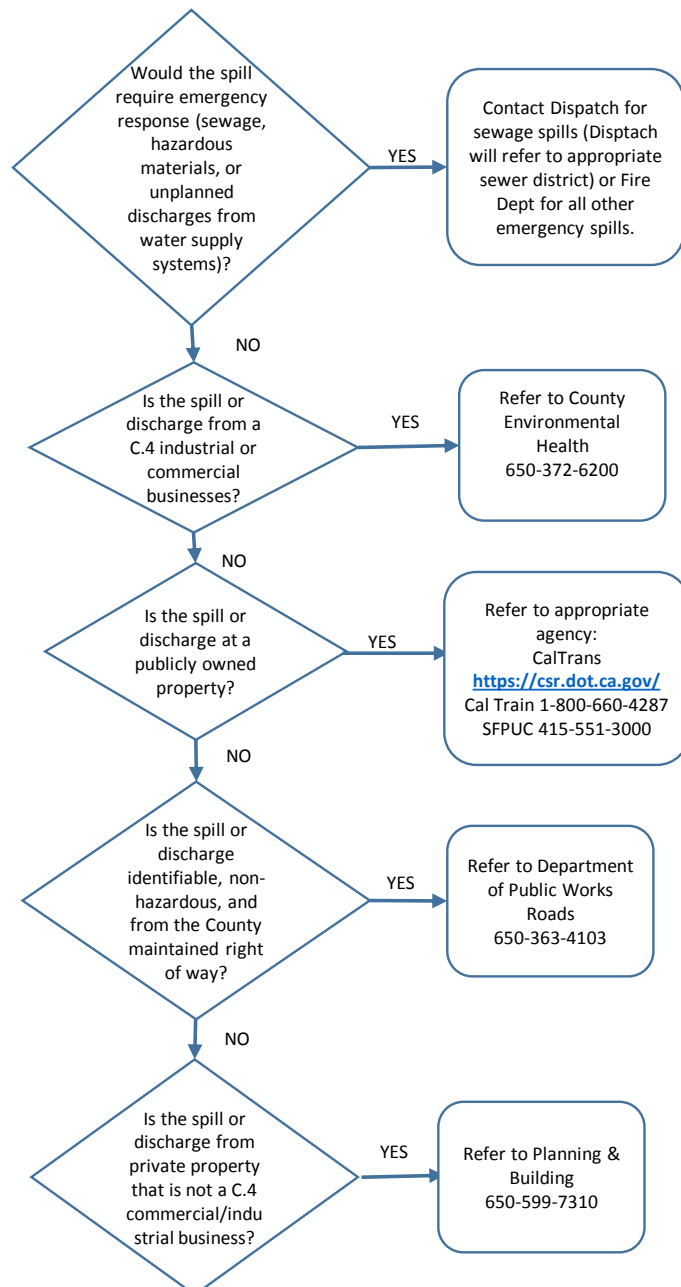 Would the spill
require emergency
response (sewage,
hazardous
materials, or
unplanned
discharges from
water supply
systems)?
YES
Contact Dispatch for
sewage spills (Disptach
will refer to appropriate
sewer district) or Fire
Dept for all other
emergency spills.
NO
Is the spill or
discharge from a
C.4 industrial or
commercial
businesses?
YES
Refer to County
Environmental
Health
650-372-6200
NO
Is the spill or
discharge at a
publicly owned
property?
YES
Refer to appropriate
agency:
CalTrans
https://csr.dot.ca.gov/
Cal Train 1-800-660-4287
SFPUC 415-551-3000
NO
Is the spill or
discharge
identifiable, non-
hazardous, and
from the County
maintained right
of way?
YES
Refer to Department
of Public Works
Roads
650-363-4103
NO
Is the spill or
discharge from
private property
that is not a C.4
commercial/indu
strial business?
YES
Refer to Planning &
Building
650-599-7310